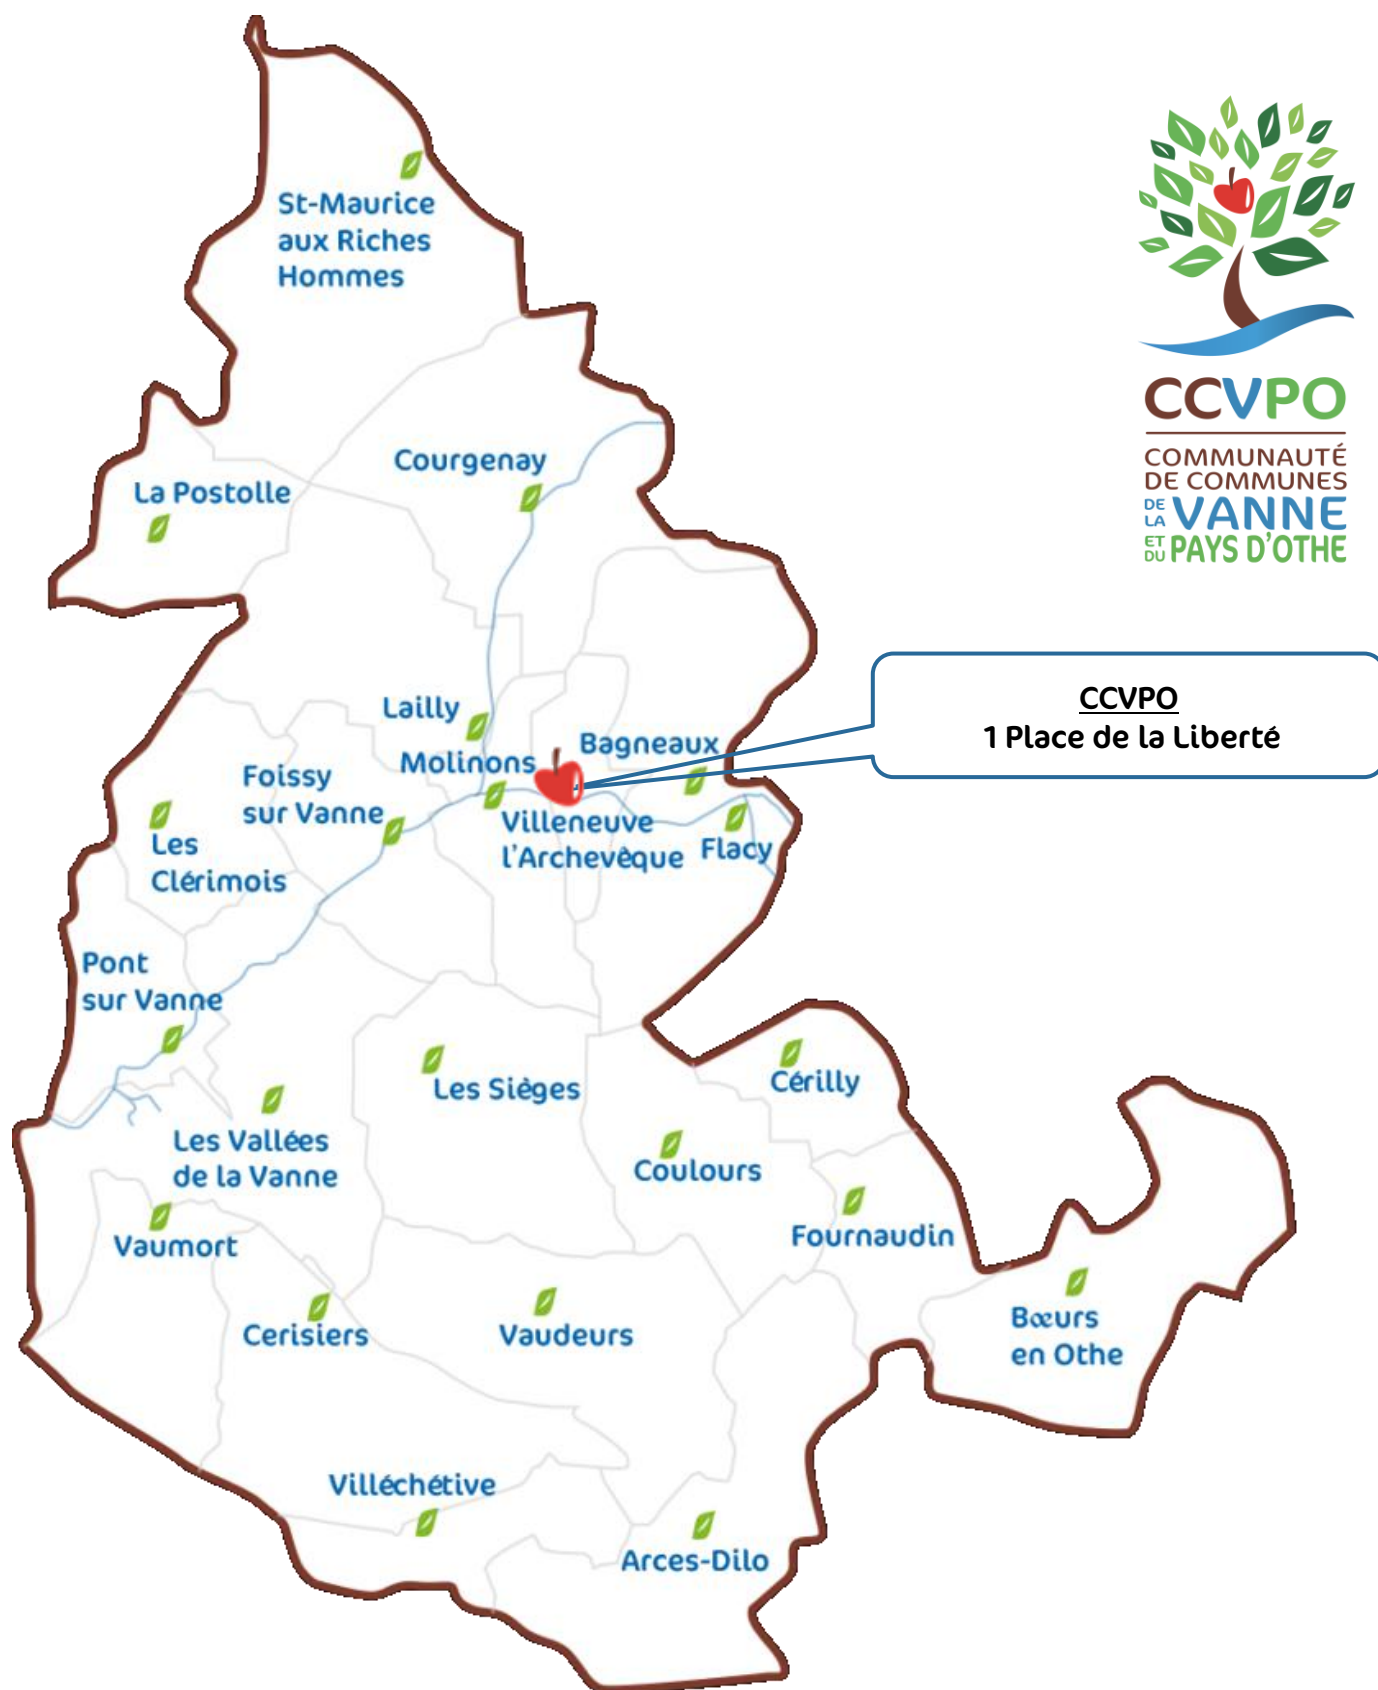 St-Maurice
aux Riches
Hommes
CCVPO
COMMUNAUTÉ
DE COMMUNES
DE LA VANNE
ET DU PAYS D'OTHE
Courgenay
La Postolle
CCVPO
1 Place de la Liberté
Lailly
Bagneaux
Molinons
Foissy
sur Vanne
Villeneuve
l'Archevèque
Flacy
Les
Clérimois
Pont
sur Vanne
Les Sièges
Cérilly
Les Vallées
de la Vanne
Coulours
Vaumort
Fournaudin
Cerisiers
Vaudeurs
Bœurs
en Othe
Villéchétive
Arces-Dilo